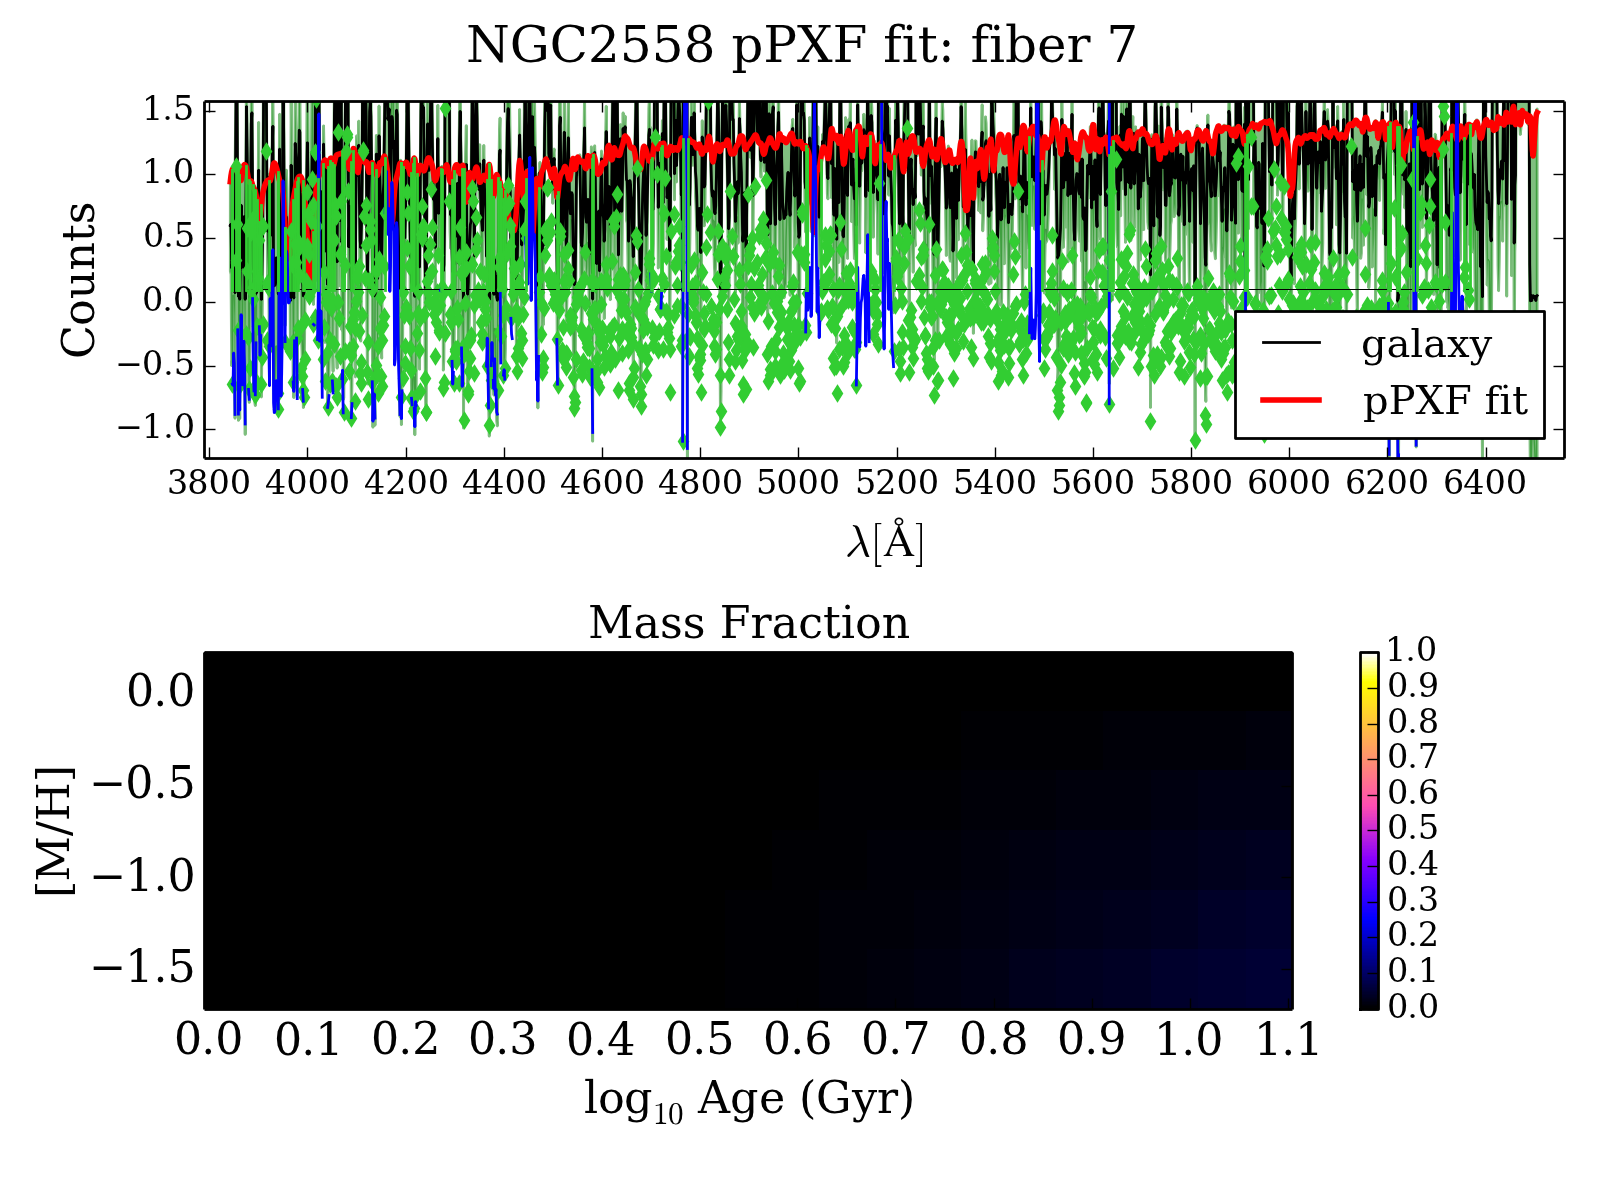 NGC2558 pPXF fit: fiber 7
Counts
1.5
1.0
0.5
0.0
−0.5
−1.0
galaxy
pPXF fit
3800 4000 4200 4400 4600 4800 5000 5200 5400 5600 5800 6000 6200 6400
λ[Å]
Mass Fraction
[M/H]
0.0
−0.5
−1.0
−1.5
0.0 0.1 0.2 0.3 0.4 0.5 0.6 0.7 0.8 0.9 1.0 1.1
log₁₀ Age (Gyr)
1.0
0.9
0.8
0.7
0.6
0.5
0.4
0.3
0.2
0.1
0.0